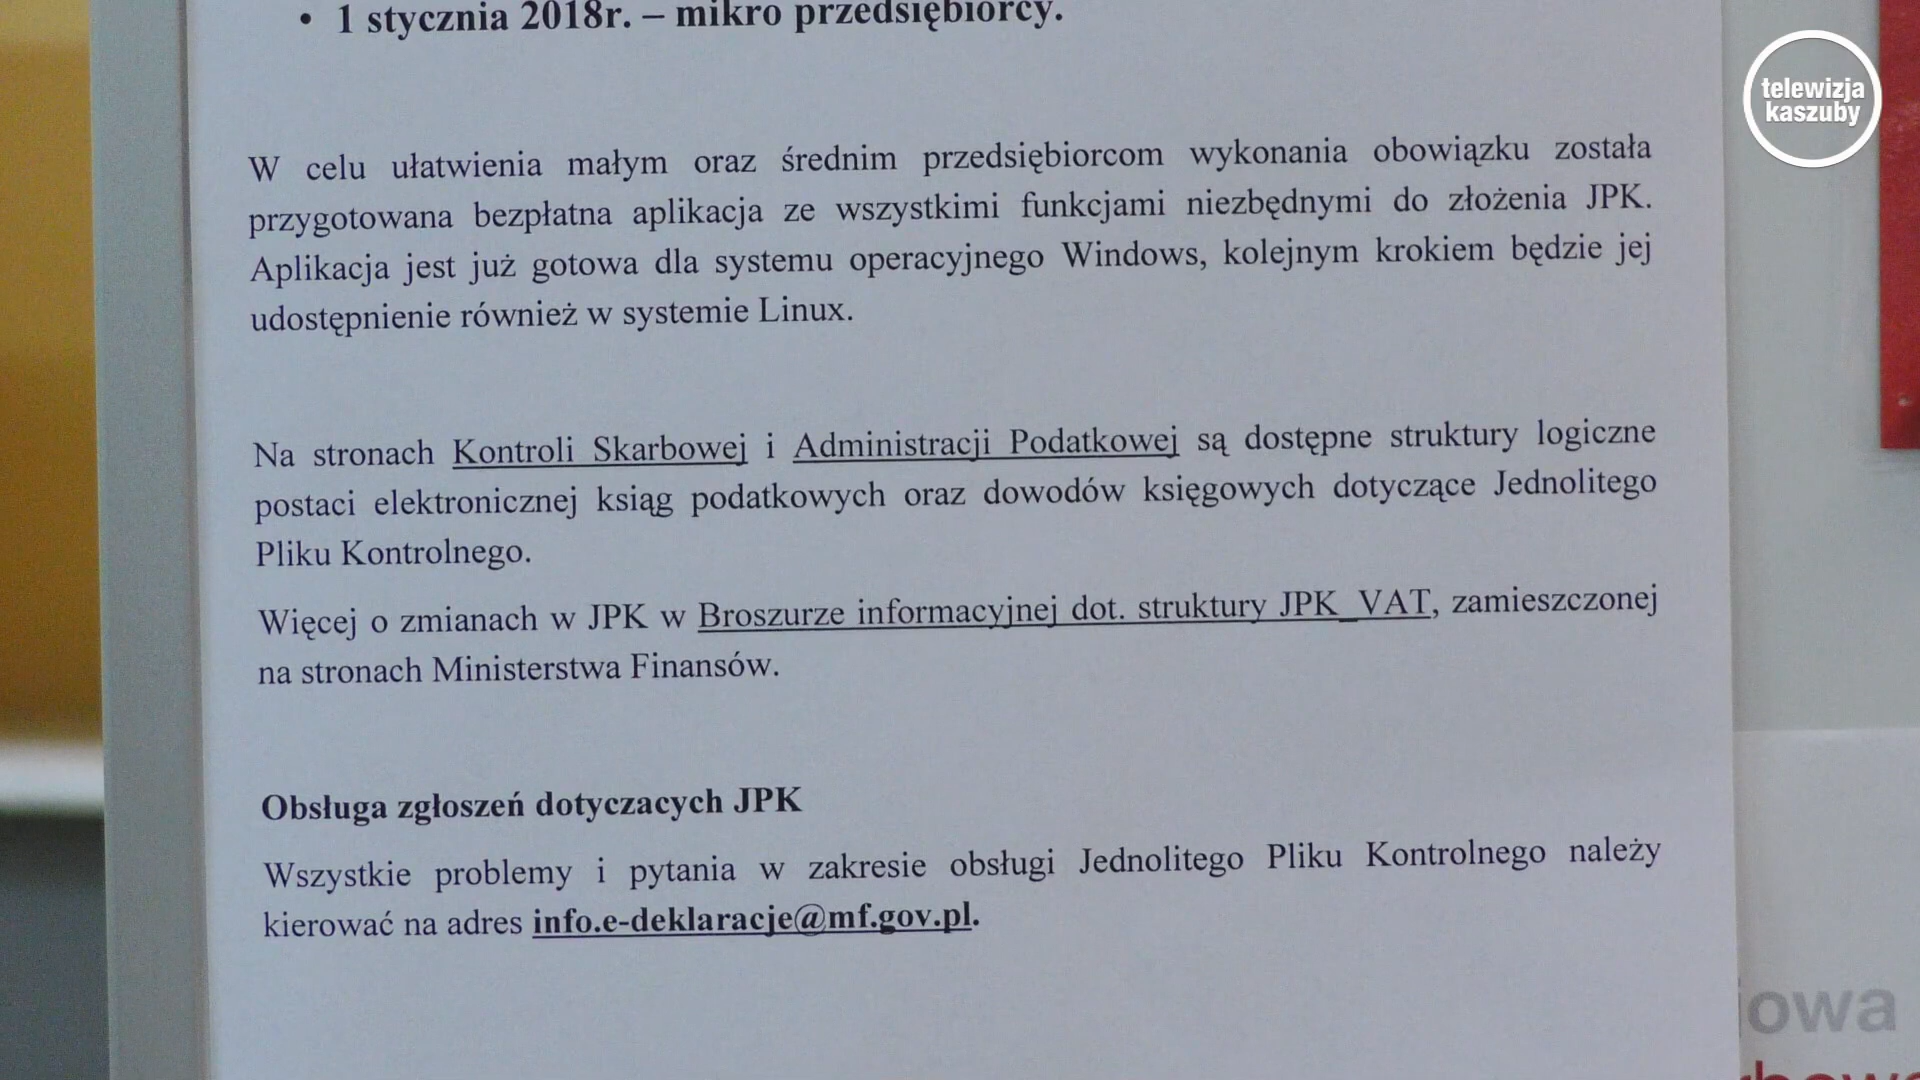 • 1 stycznia 2018r. – mikro przedsiębiorcy.
telewizja
kaszuby
W celu ułatwienia małym oraz średnim przedsiębiorcom wykonania obowiązku została
przygotowana bezpłatna aplikacja ze wszystkimi funkcjami niezbędnymi do złożenia JPK.
Aplikacja jest już gotowa dla systemu operacyjnego Windows, kolejnym krokiem będzie jej
udostępnienie również w systemie Linux.
Na stronach Kontroli Skarbowej i Administracji Podatkowej są dostępne struktury logiczne
postaci elektronicznej ksiąg podatkowych oraz dowodów księgowych dotyczące Jednolitego
Pliku Kontrolnego.
Więcej o zmianach w JPK w Broszurze informacyjnej dot. struktury JPK_VAT, zamieszczonej
na stronach Ministerstwa Finansów.
Obsługa zgłoszeń dotyczacych JPK
Wszystkie problemy i pytania w zakresie obsługi Jednolitego Pliku Kontrolnego należy
kierować na adres info.e-deklaracje@mf.gov.pl.